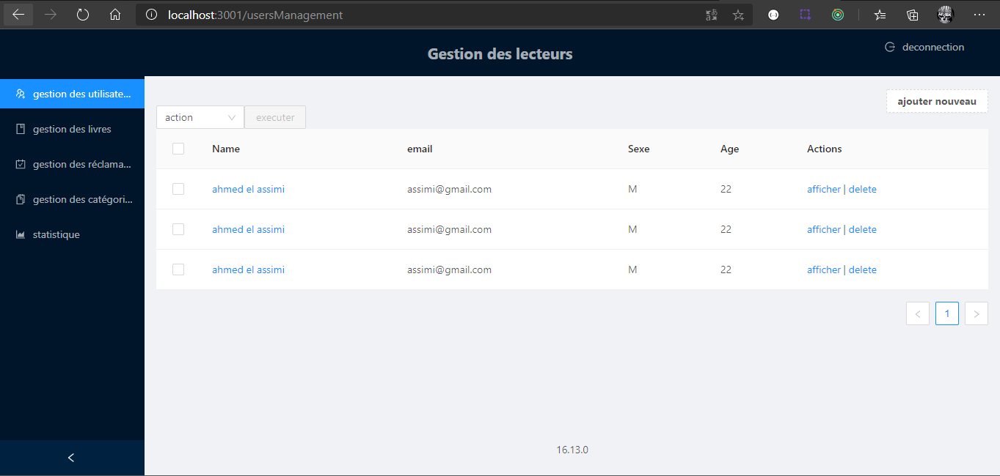 localhost:3001/usersManagement
Gestion des lecteurs
deconnection
gestion des utilisate...
gestion des livres
gestion des réclama...
gestion des catégori...
statistique
ajouter nouveau
action executer
Name email Sexe Age Actions
ahmed el assimi assimi@gmail.com M 22 afficher | delete
ahmed el assimi assimi@gmail.com M 22 afficher | delete
ahmed el assimi assimi@gmail.com M 22 afficher | delete
< 1 >
16.13.0